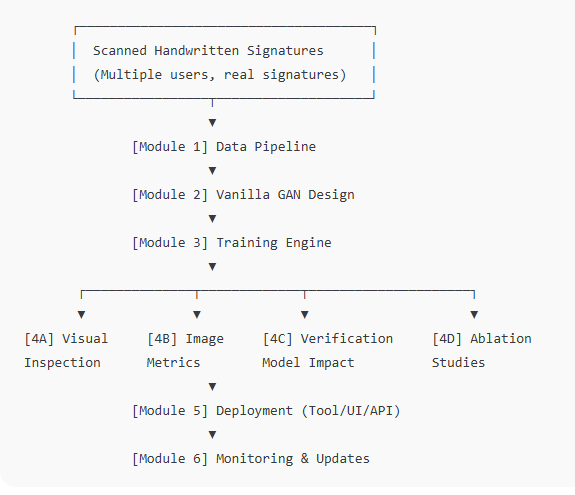 Scanned Handwritten Signatures
(Multiple users, real signatures)
[Module 1] Data Pipeline
[Module 2] Vanilla GAN Design
[Module 3] Training Engine
[4A] Visual Inspection
[4B] Image Metrics
[4C] Verification Model Impact
[4D] Ablation Studies
[Module 5] Deployment (Tool/UI/API)
[Module 6] Monitoring & Updates